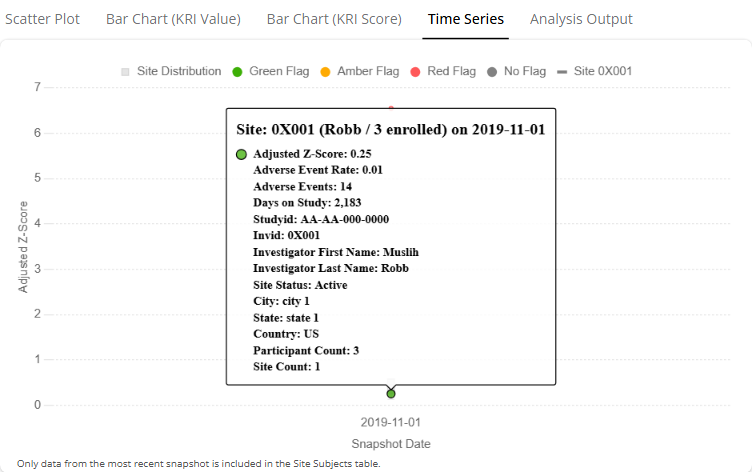 Scatter Plot Bar Chart (KRI Value) Bar Chart (KRI Score) Time Series Analysis Output
Site Distribution Green Flag Amber Flag Red Flag No Flag Site 0X001
7
6
5
4
3
2
1
0
Adjusted Z-Score
Site: 0X001 (Robb / 3 enrolled) on 2019-11-01
Adjusted Z-Score: 0.25
Adverse Event Rate: 0.01
Adverse Events: 14
Days on Study: 2,183
Studyid: AA-AA-000-0000
Invid: 0X001
Investigator First Name: Muslih
Investigator Last Name: Robb
Site Status: Active
City: city 1
State: state 1
Country: US
Participant Count: 3
Site Count: 1
2019-11-01
Snapshot Date
Only data from the most recent snapshot is included in the Site Subjects table.